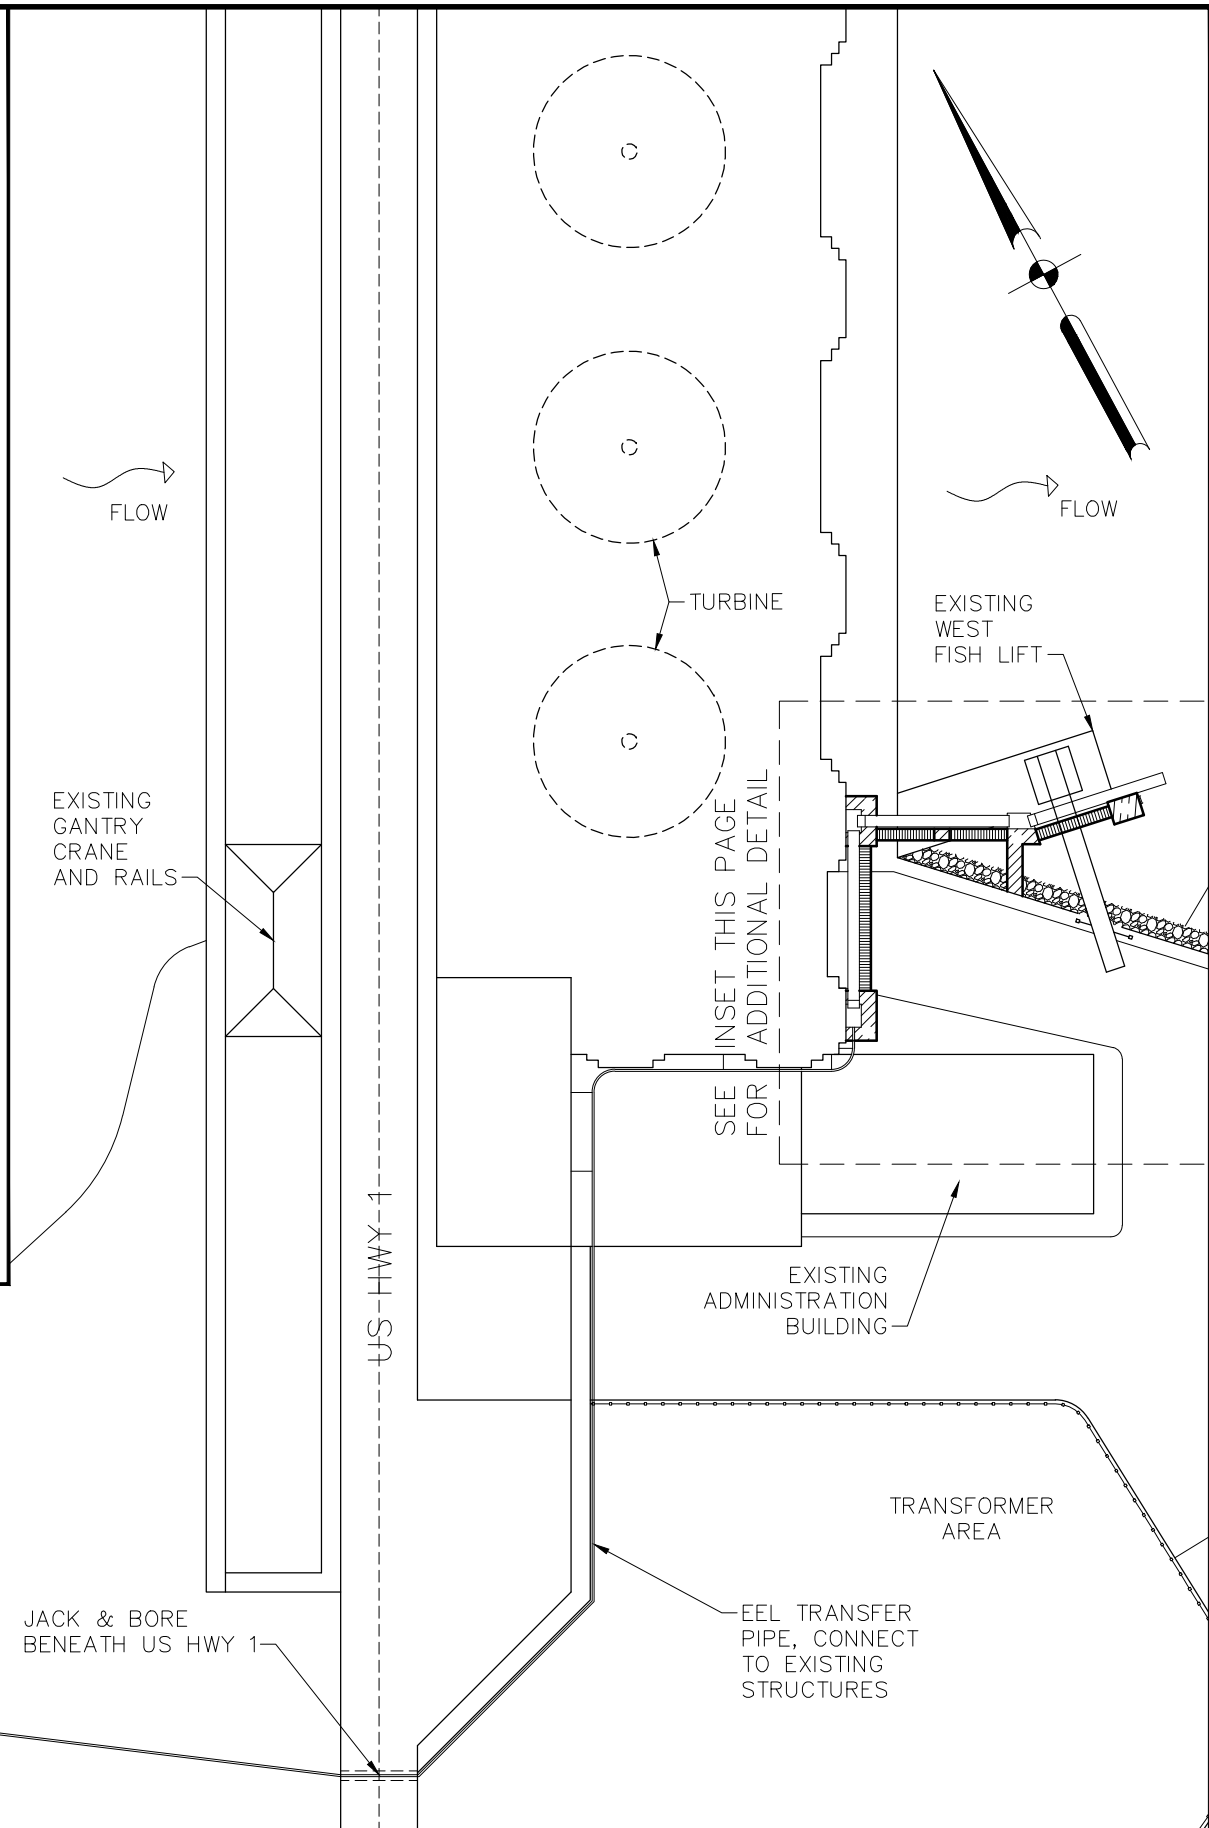 FLOW
FLOW
TURBINE
EXISTING
WEST
FISH LIFT
EXISTING
GANTRY
CRANE
AND RAILS
SEE INSET THIS PAGE
FOR ADDITIONAL DETAIL
US HWY 1
EXISTING
ADMINISTRATION
BUILDING
TRANSFORMER
AREA
JACK & BORE
BENEATH US HWY 1
EEL TRANSFER
PIPE, CONNECT
TO EXISTING
STRUCTURES